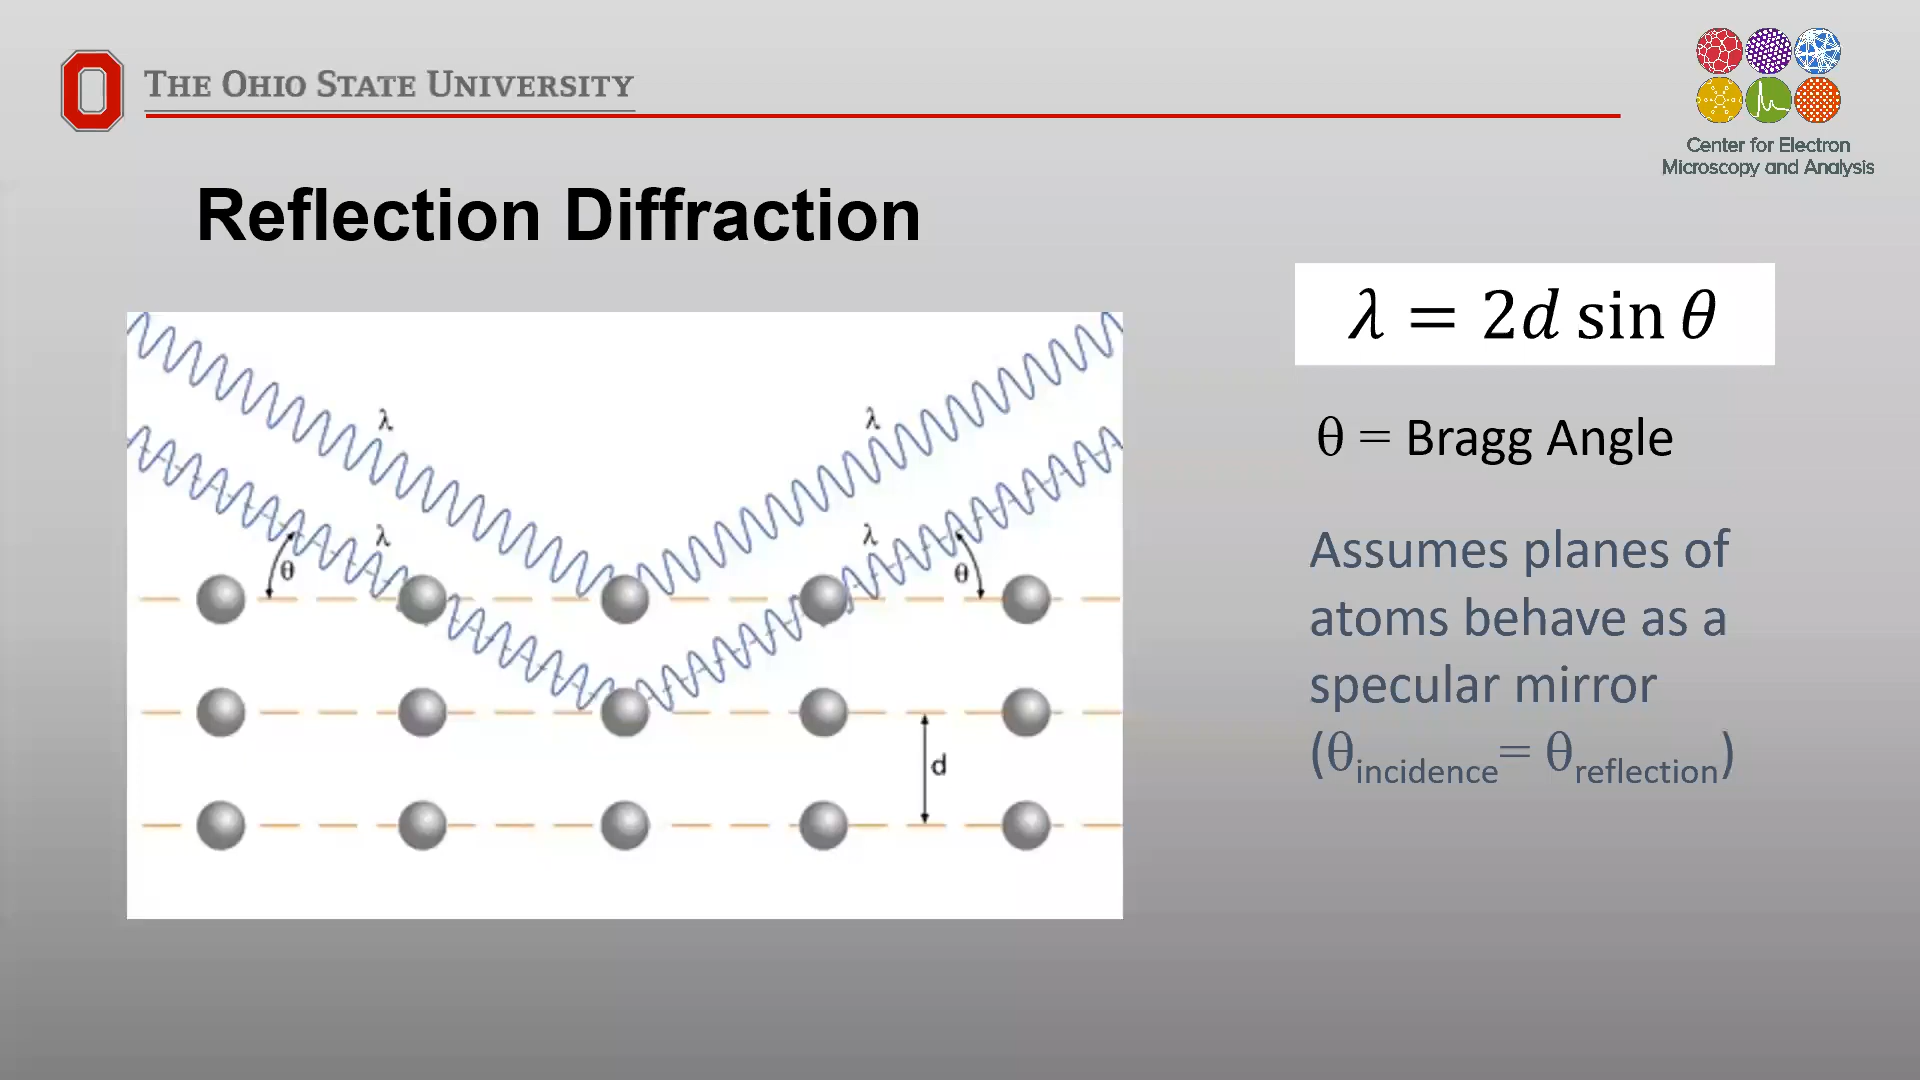 THE OHIO STATE UNIVERSITY
Center for Electron
Microscopy and Analysis
Reflection Diffraction
λ = 2d sin θ
θ = Bragg Angle
Assumes planes of
atoms behave as a
specular mirror
(θincidence= θreflection)
λ
λ
λ
λ
θ
θ
d